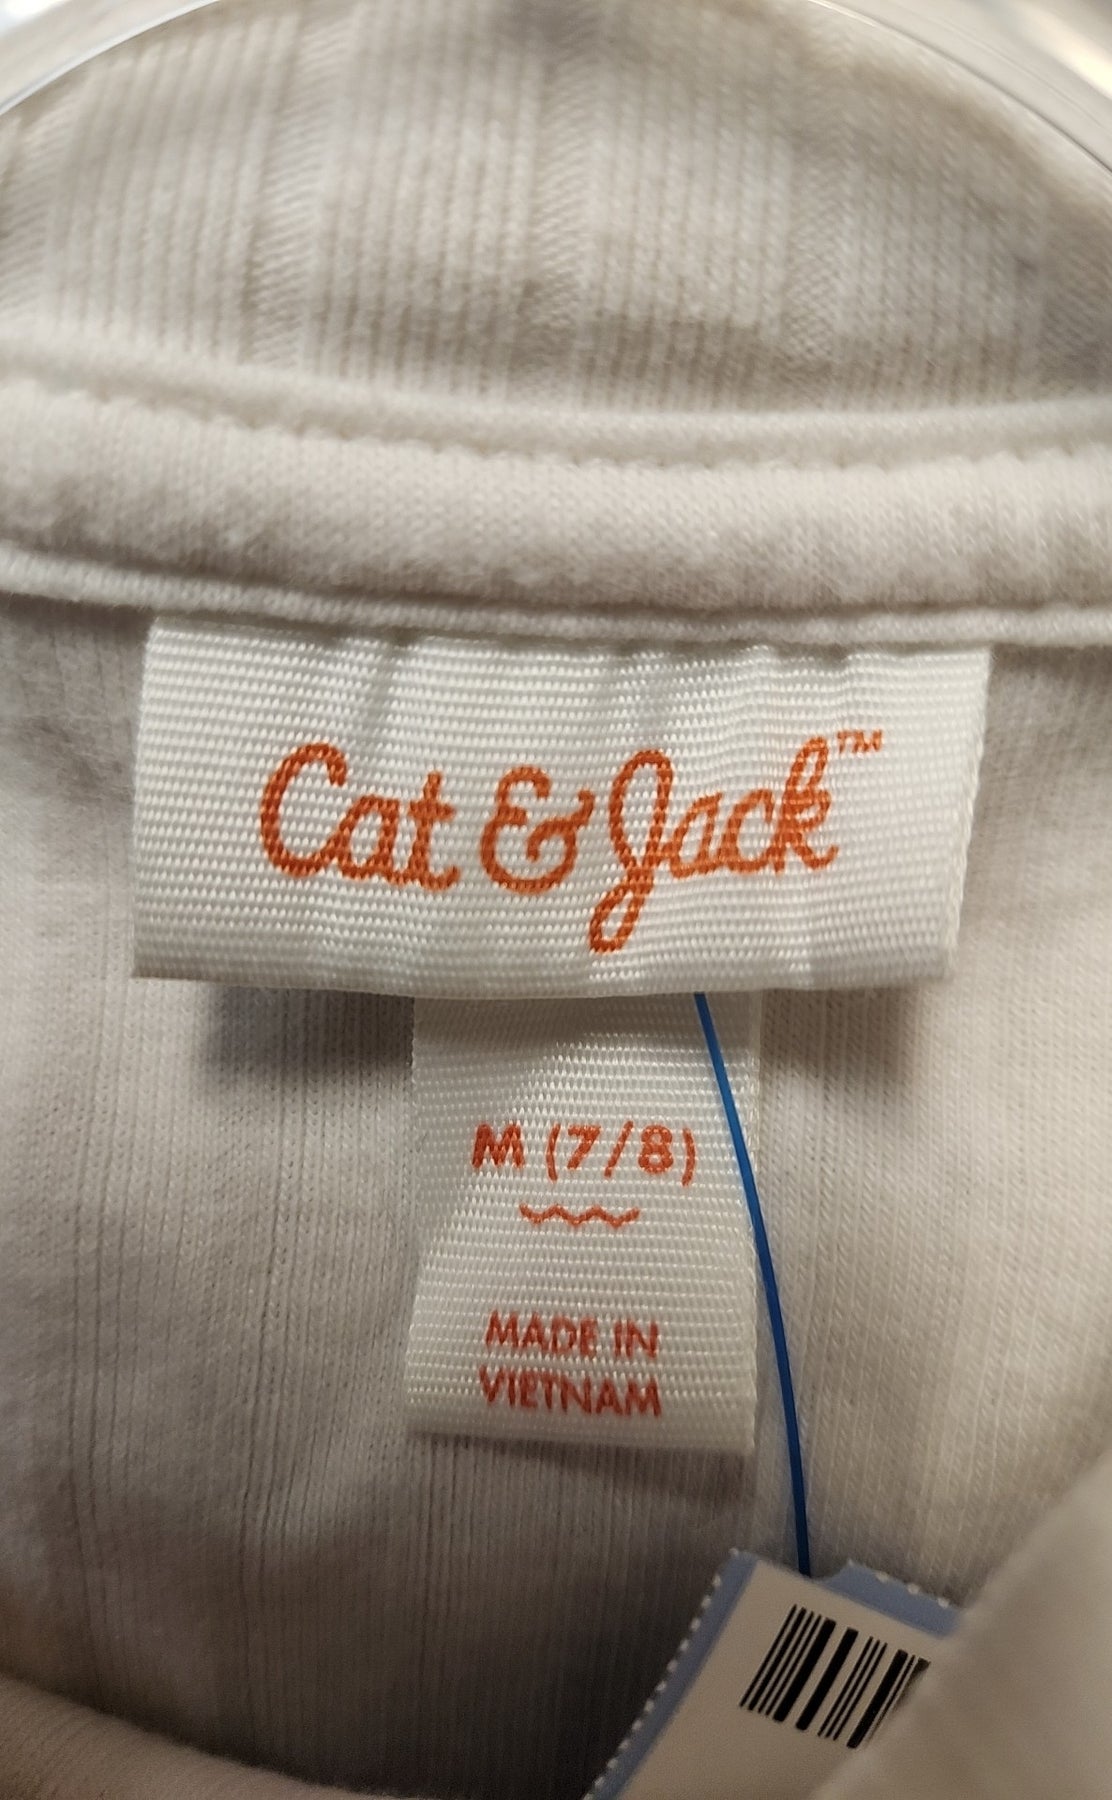 Cat & Jack™
M (7/8)
MADE IN
VIETNAM